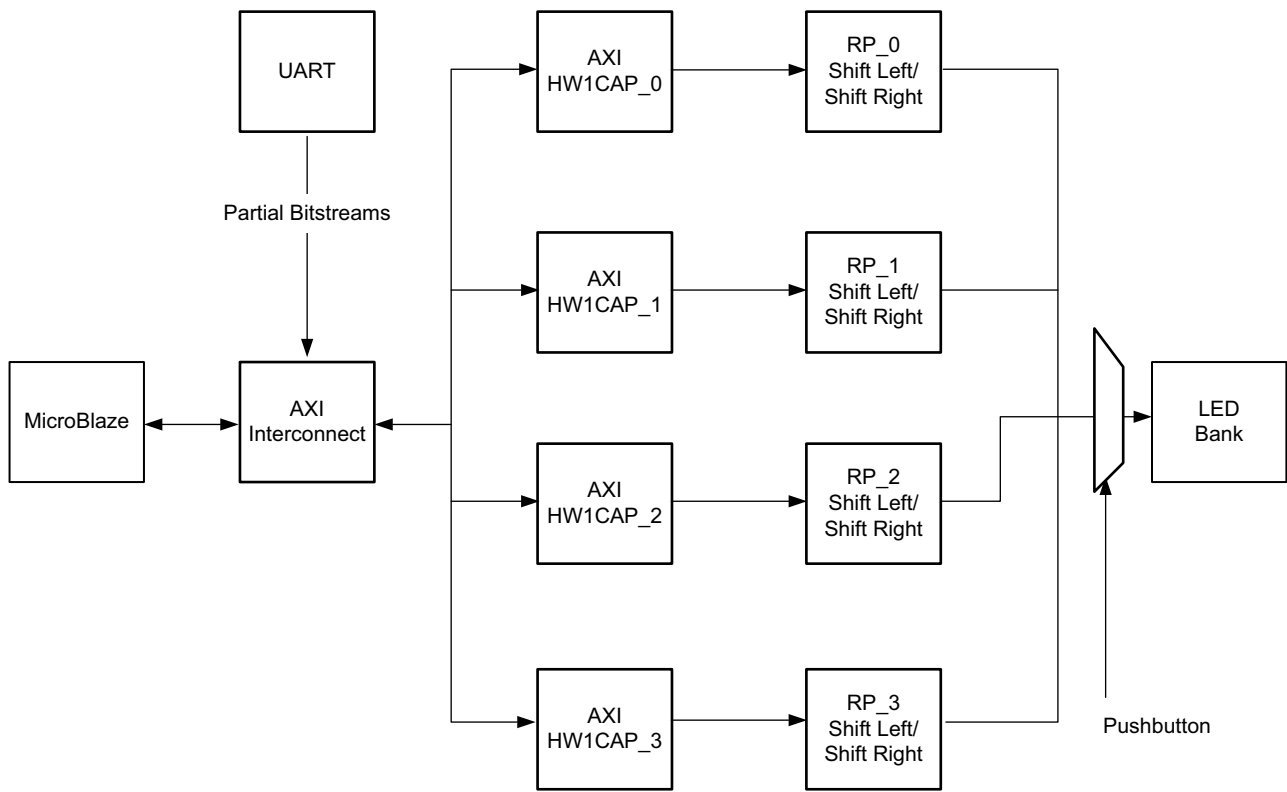 UART
Partial Bitstreams
MicroBlaze
AXI
Interconnect
AXI
HW1CAP_0
RP_0
Shift Left/
Shift Right
AXI
HW1CAP_1
RP_1
Shift Left/
Shift Right
AXI
HW1CAP_2
RP_2
Shift Left/
Shift Right
AXI
HW1CAP_3
RP_3
Shift Left/
Shift Right
LED
Bank
Pushbutton